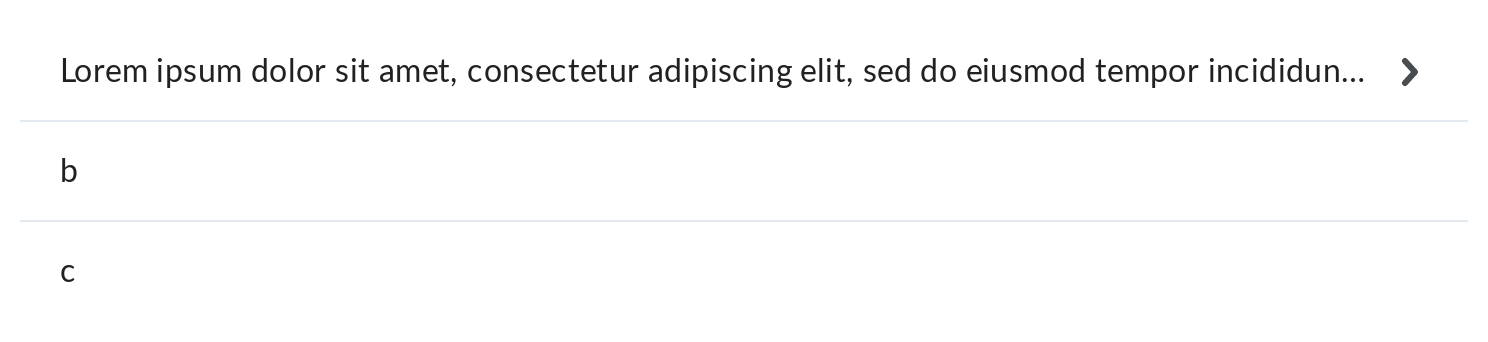 Lorem ipsum dolor sit amet, consectetur adipiscing elit, sed do eiusmod tempor incididun...
b
c